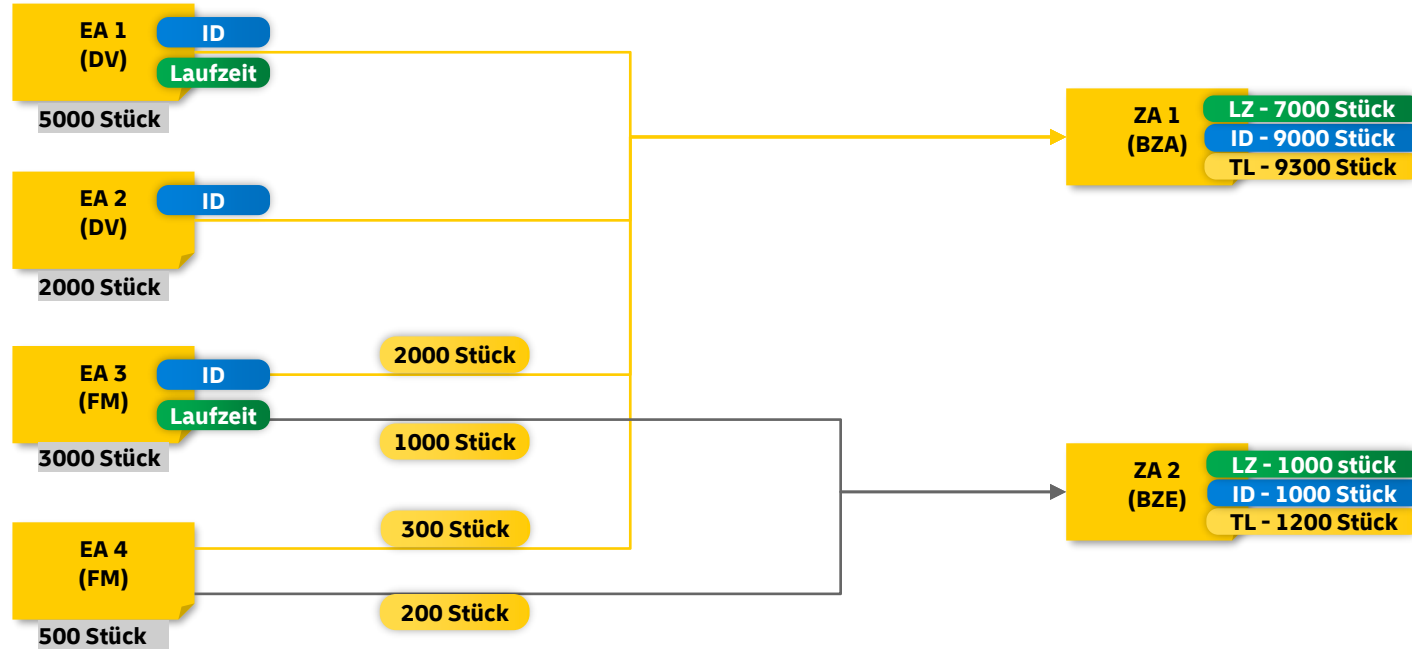 EA 1
(DV)
ID
Laufzeit
5000 Stück
EA 2
(DV)
ID
2000 Stück
EA 3
(FM)
ID
Laufzeit
3000 Stück
EA 4
(FM)
500 Stück
2000 Stück
1000 Stück
300 Stück
200 Stück
ZA 1
(BZA)
LZ - 7000 Stück
ID - 9000 Stück
TL - 9300 Stück
ZA 2
(BZE)
LZ - 1000 stück
ID - 1000 Stück
TL - 1200 Stück